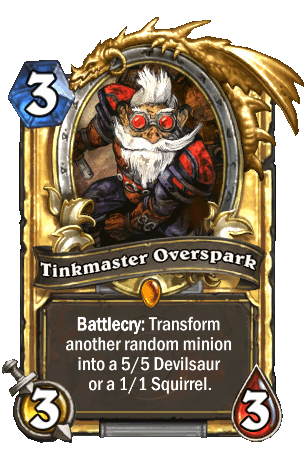 3
Tinkmaster Overspark
Battlecry: Transform
another random minion
into a 5/5 Devilsaur
or a 1/1 Squirrel.
3
3